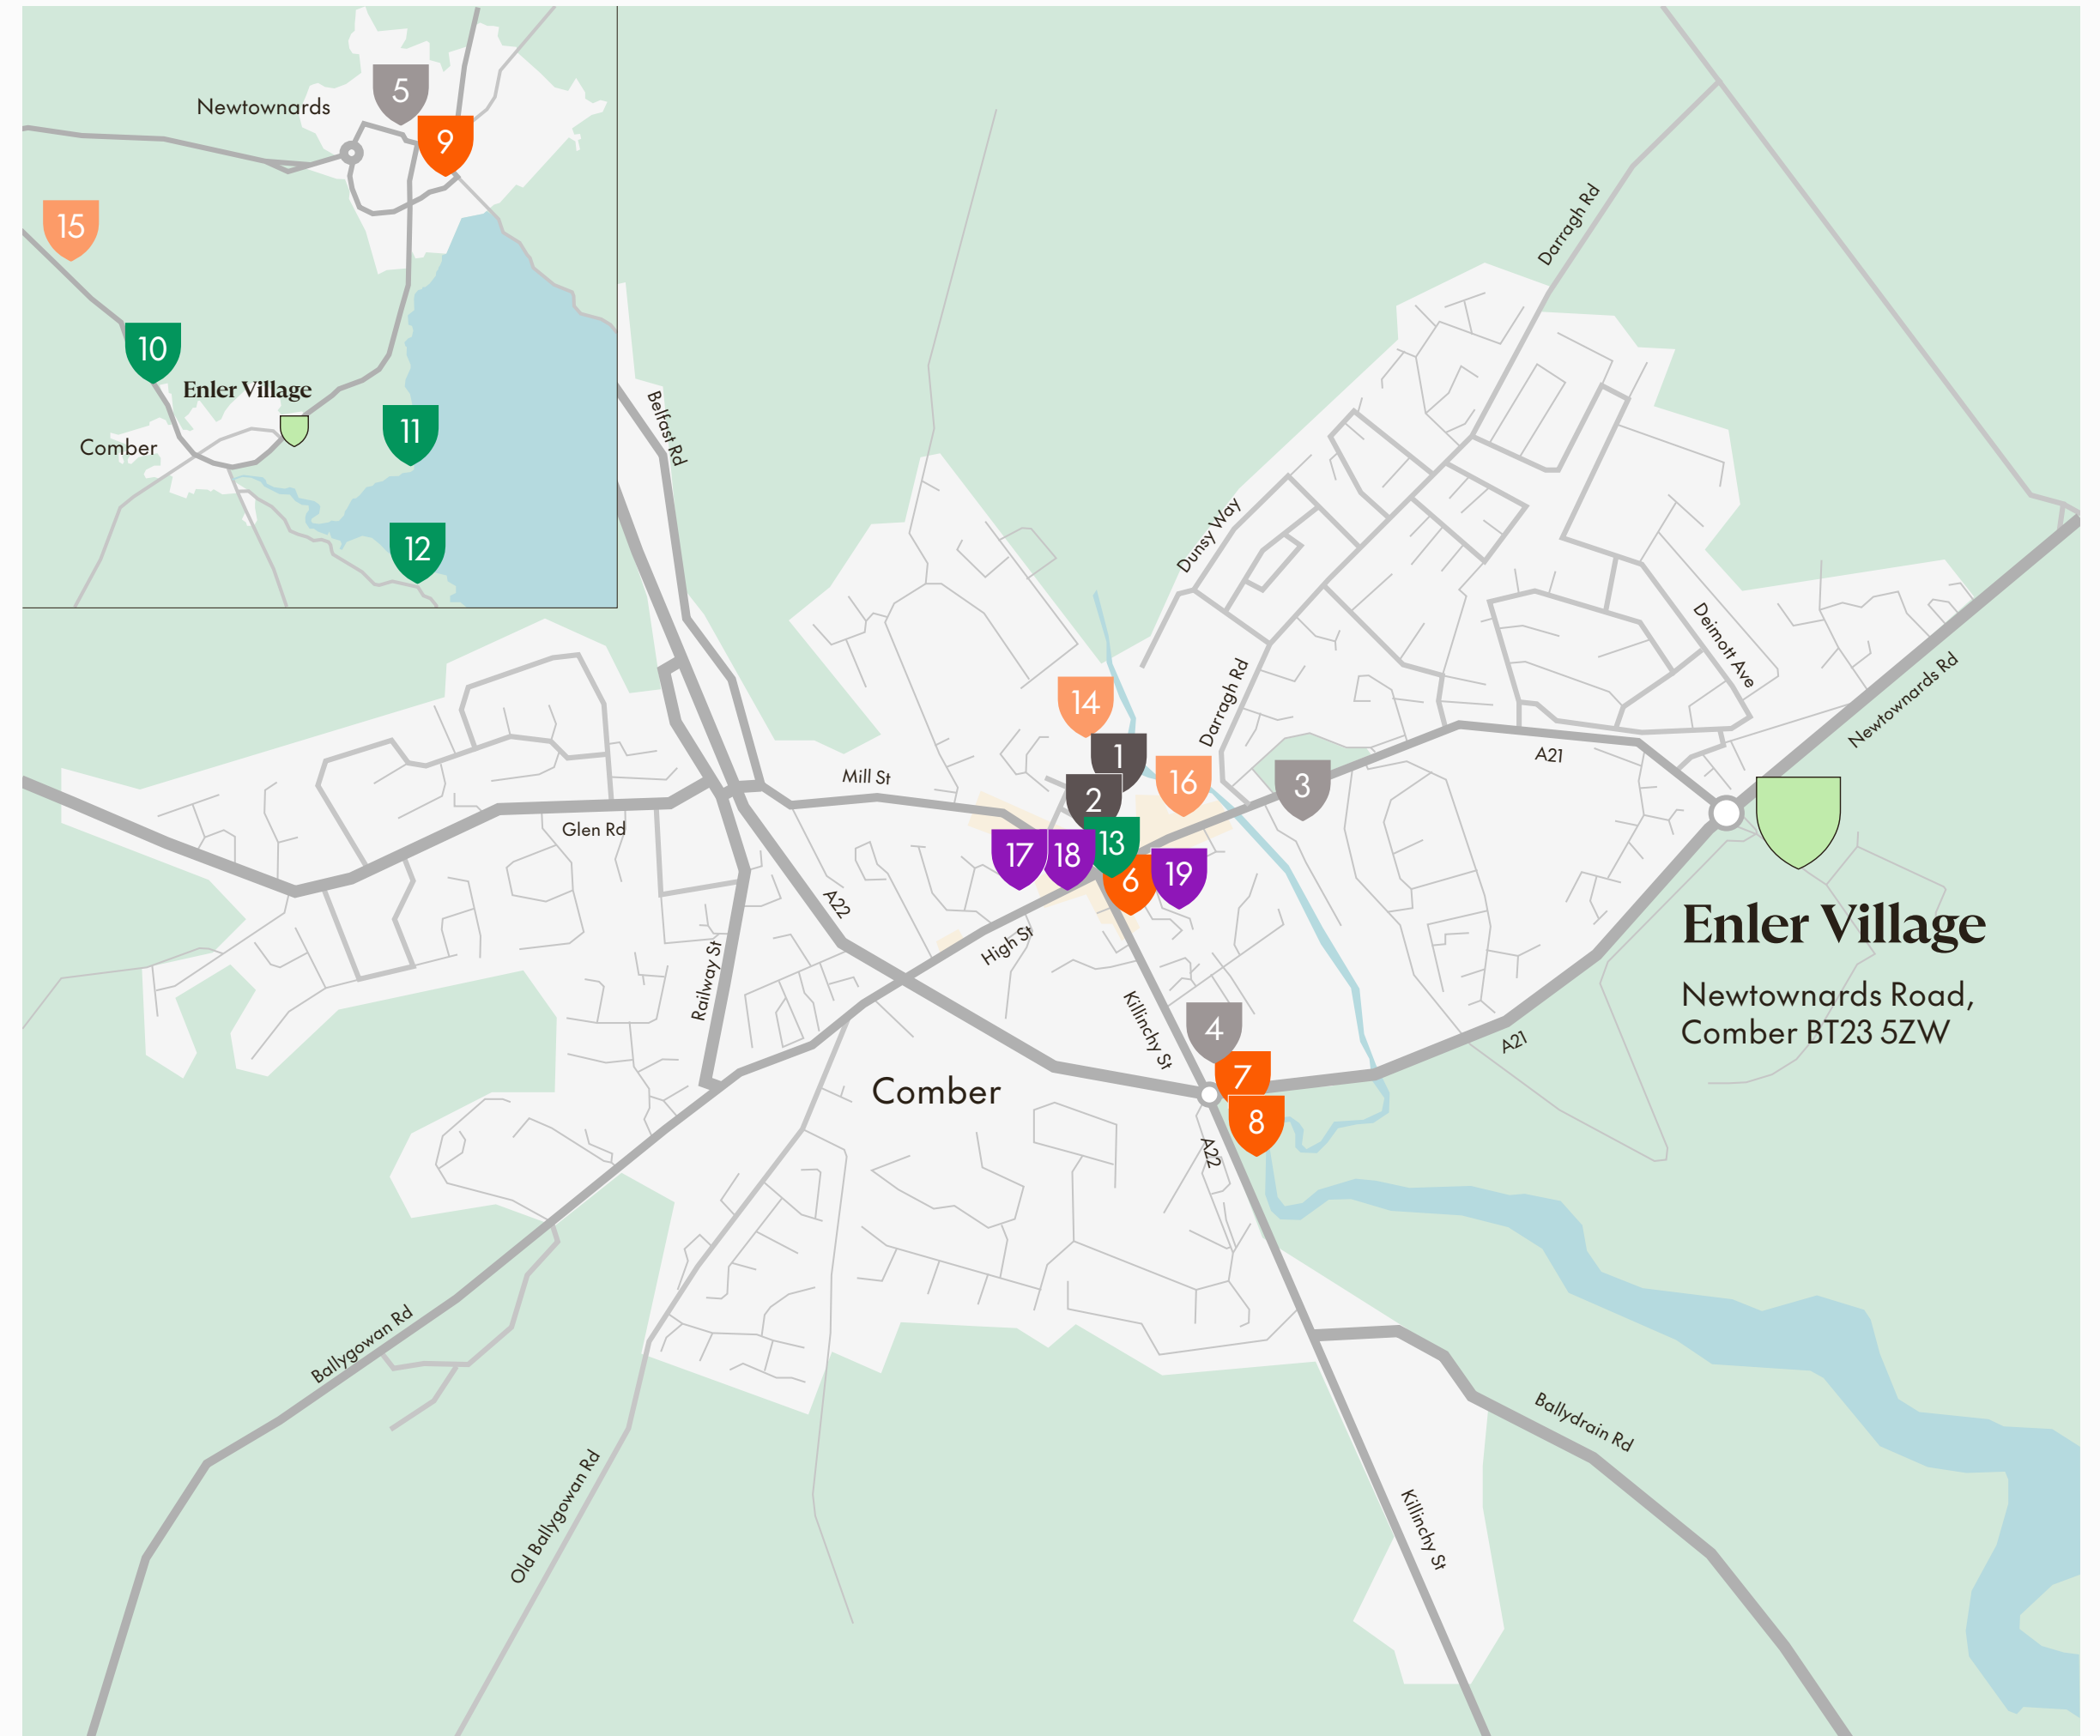 5
Newtownards
9
15
10
Enler Village
11
Comber
12
Darragh Rd
Belfast Rd
Dunsy Way
Deimott Ave
Newtownards Rd
Darragh Rd
14
1
A21
Mill St
16
3
2
Glen Rd
13
17
18
6
19
A22
High St
Railway St
Enler Village
Newtownards Road,
Comber BT23 5ZW
Killinchy St
4
A21
7
Comber
8
A22
Ballygowan Rd
Ballydrain Rd
Old Ballygowan Rd
Killinchy St